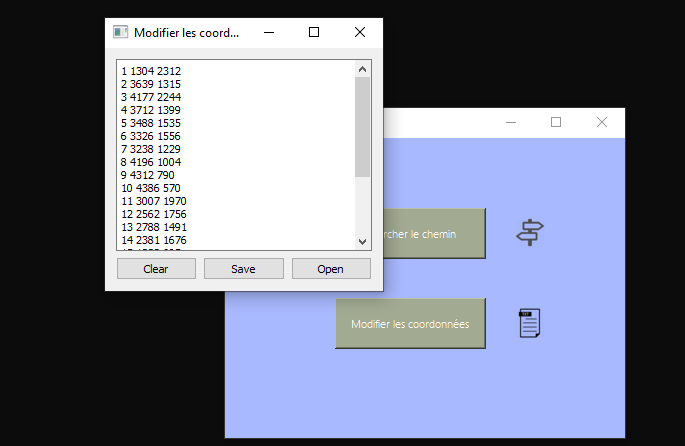 Modifier les coord...
1 1304 2312
2 3639 1315
3 4177 2244
4 3712 1399
5 3488 1535
6 3326 1556
7 3238 1229
8 4196 1004
9 4312 790
10 4386 570
11 3007 1970
12 2562 1756
13 2788 1491
14 2381 1676
Clear Save Open
rcher le chemin
Modifier les coordonnées
TXT